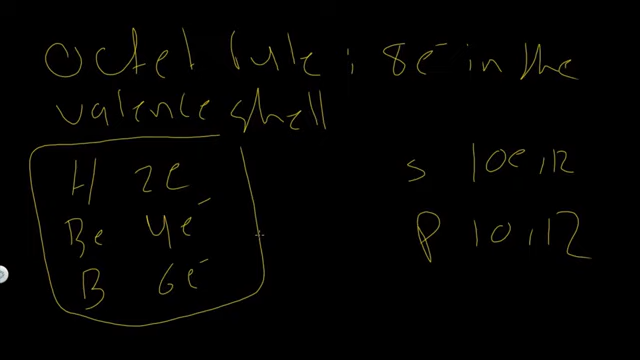 Octet Rule : 8e⁻ in the
valence shell
H 2e
Be 4e⁻
B 6e⁻
S 10e, 12
P 10, 12